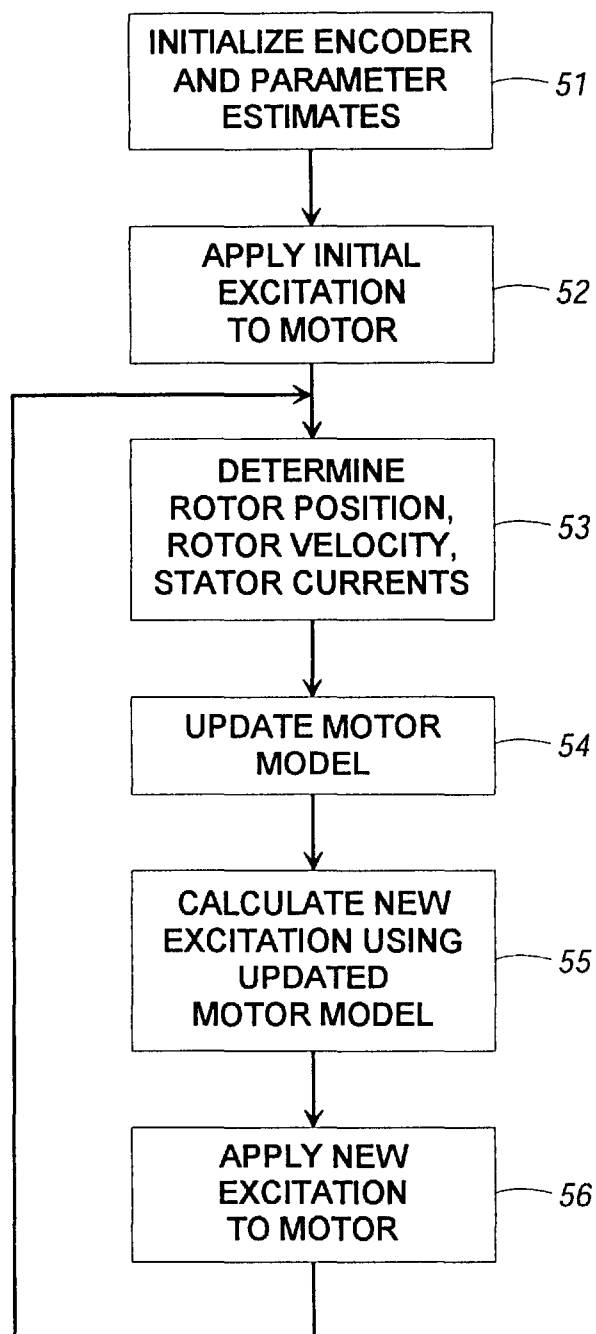 INITIALIZE ENCODER
AND PARAMETER
ESTIMATES
51
APPLY INITIAL
EXCITATION
TO MOTOR
52
DETERMINE
ROTOR POSITION,
ROTOR VELOCITY,
STATOR CURRENTS
53
UPDATE MOTOR
MODEL
54
CALCULATE NEW
EXCITATION USING
UPDATED
MOTOR MODEL
55
APPLY NEW
EXCITATION
TO MOTOR
56